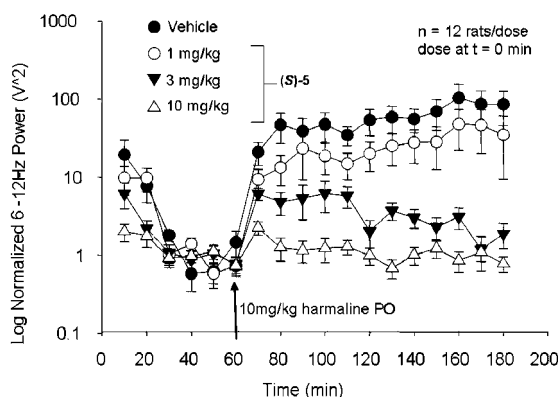 Vehicle
1 mg/kg
3 mg/kg
10 mg/kg
(S)-5
n = 12 rats/dose
dose at t = 0 min
Log Normalized 6 -12Hz Power (V^2)
1000
100
10
1
0.1
10mg/kg harmaline PO
0 20 40 60 80 100 120 140 160 180 200
Time (min)